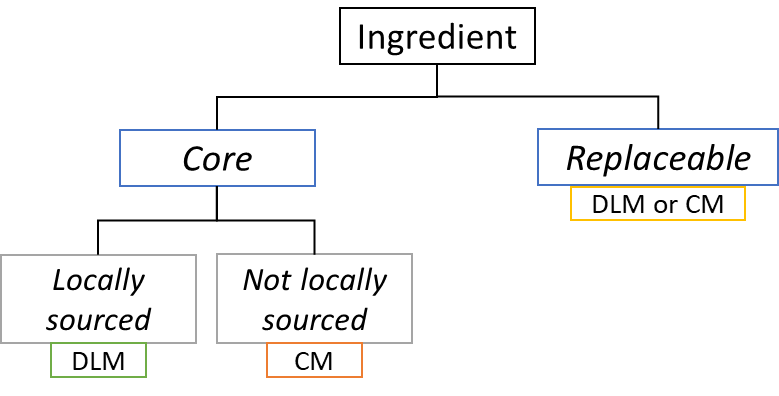 Ingredient
Core
Replaceable
DLM or CM
Locally
sourced
Not locally
sourced
DLM
CM